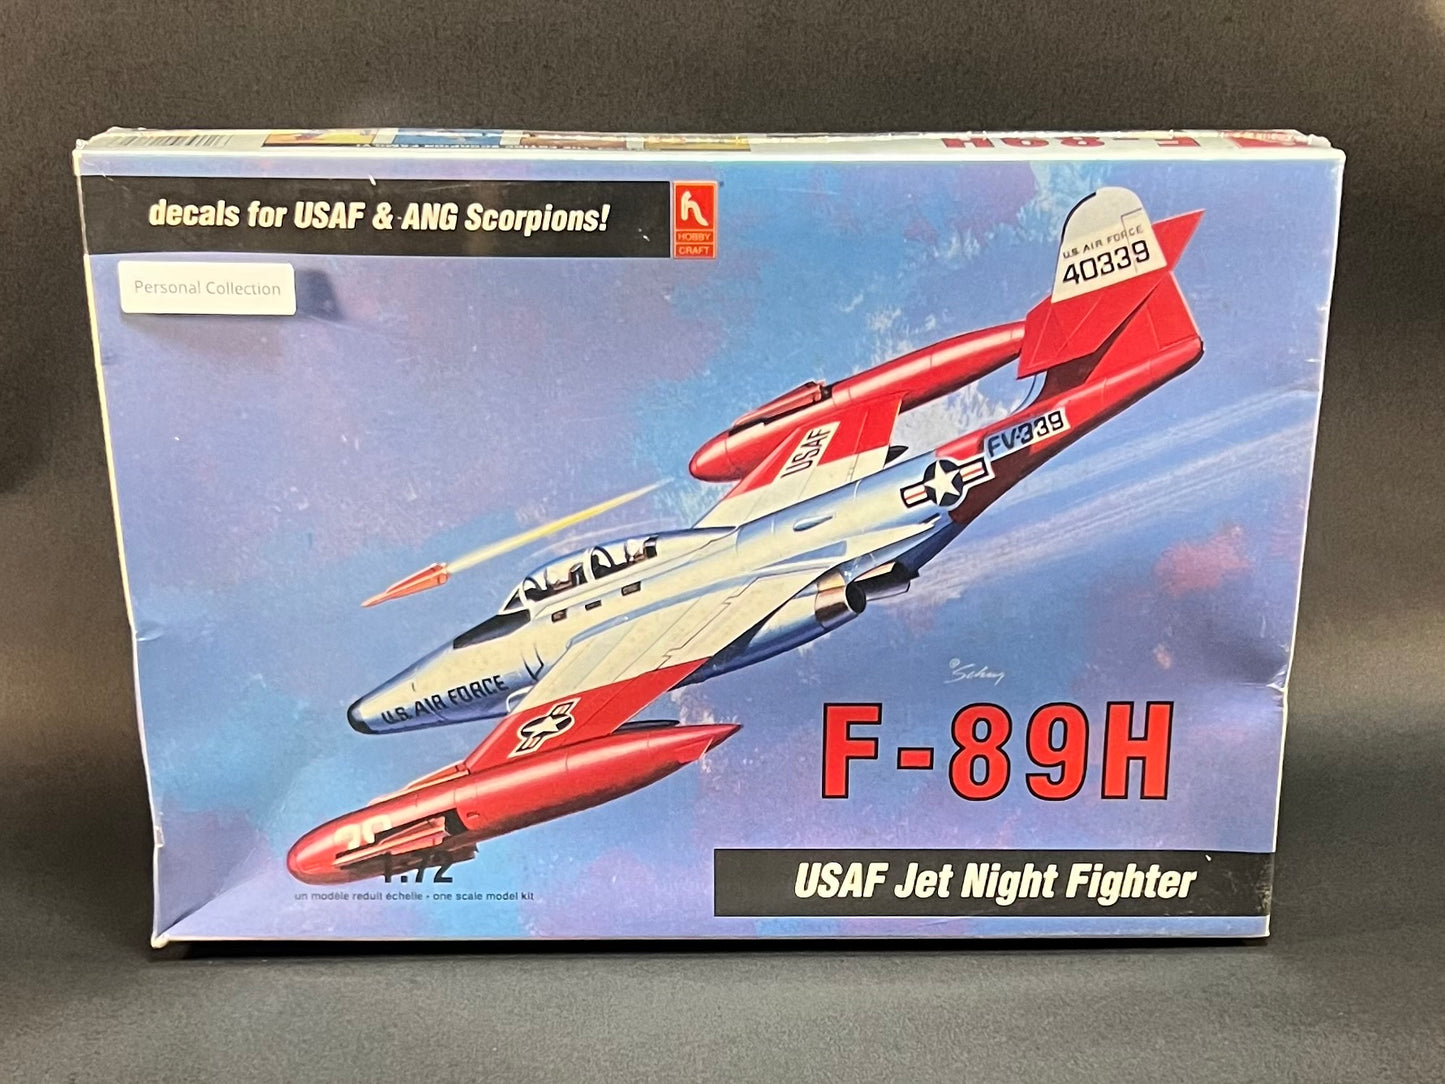 F-89H
decals for USAF & ANG Scorpions!
HOBBY
CRAFT
Personal Collection
U.S. AIR FORCE
40339
USAF
FV-339
U.S. AIR FORCE
F-89H
1:72
un modèle reduit échelle • one scale model kit
USAF Jet Night Fighter